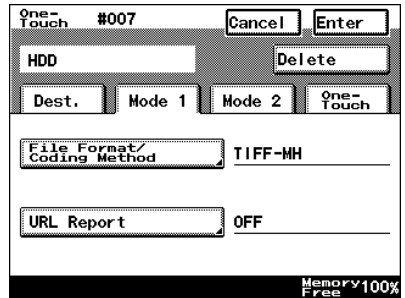 One-Touch #007 Cancel Enter
HDD Delete
Dest. Mode 1 Mode 2 One-Touch
File Format/
Coding Method TIFF-MH
URL Report OFF
Memory Free 100%